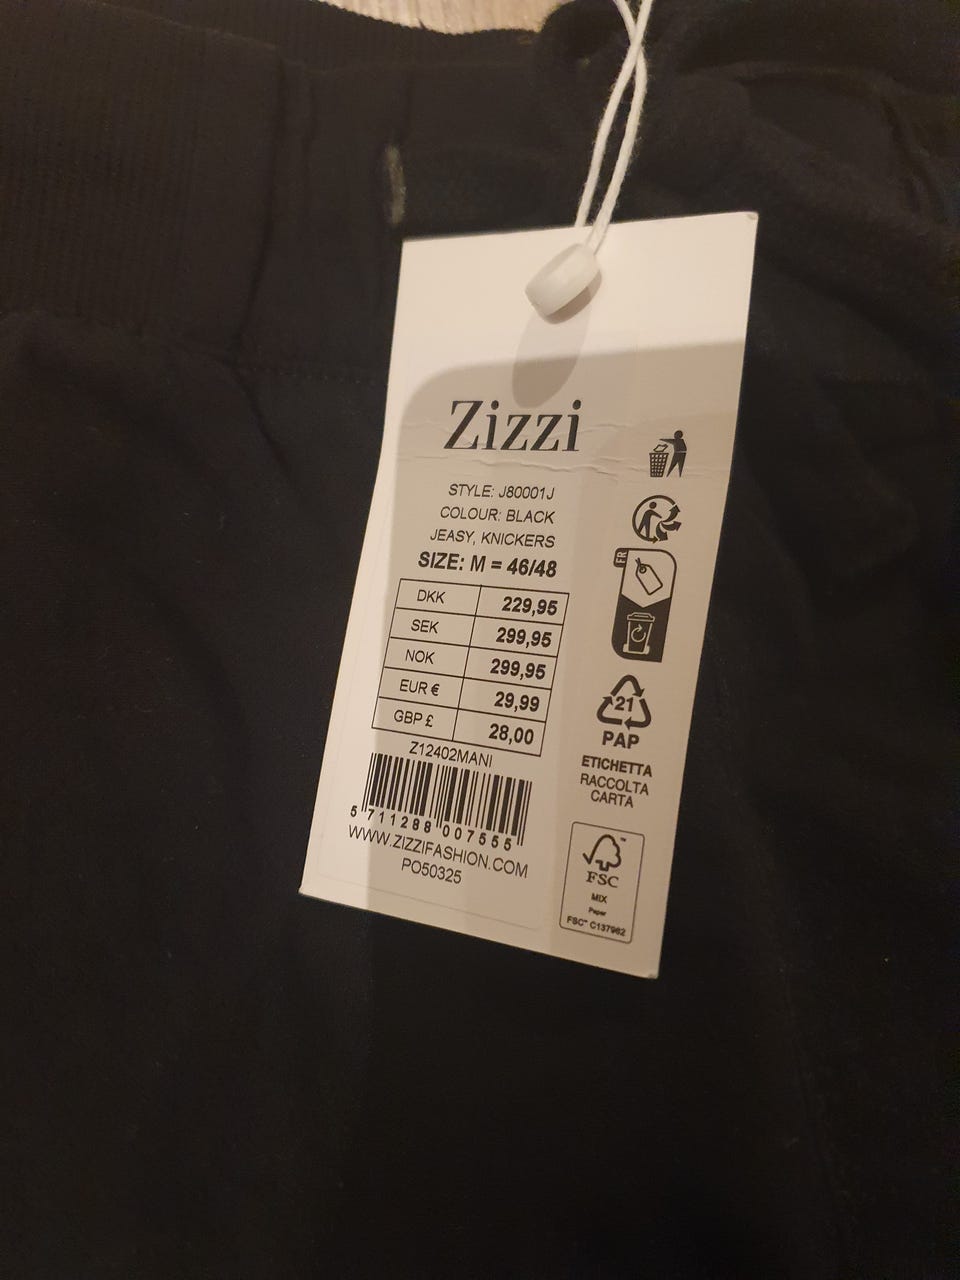 Zizzi
STYLE: J80001J
COLOUR: BLACK
JEASY, KNICKERS
SIZE: M = 46/48
DKK 229,95
SEK 299,95
NOK 299,95
EUR € 29,99
GBP £ 28,00
Z12402MANI
5 711288 007555
WWW.ZIZZIFASHION.COM
PO50325
FR
21
PAP
ETICHETTA
RACCOLTA
CARTA
FSC
MIX
Paper
FSC™ C137982